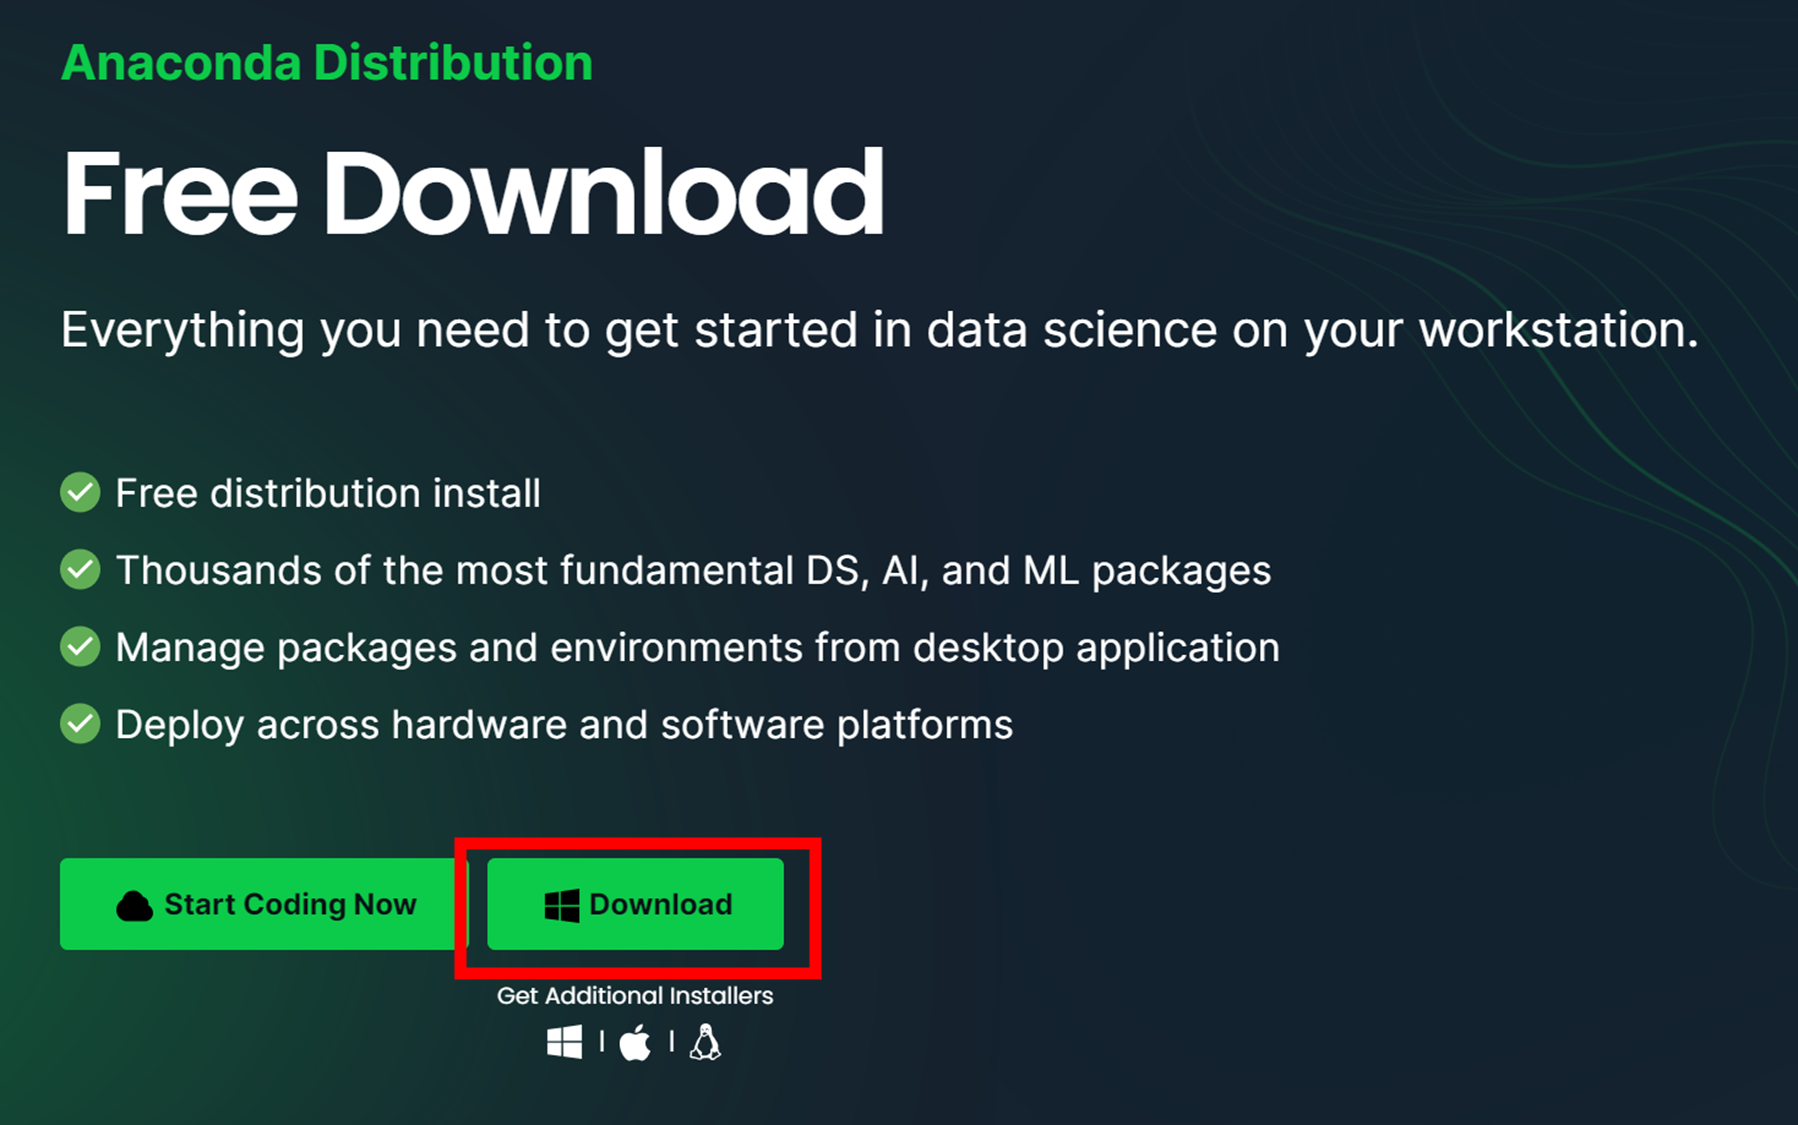 Anaconda Distribution
Free Download
Everything you need to get started in data science on your workstation.
Free distribution install
Thousands of the most fundamental DS, AI, and ML packages
Manage packages and environments from desktop application
Deploy across hardware and software platforms
Start Coding Now
Download
Get Additional Installers